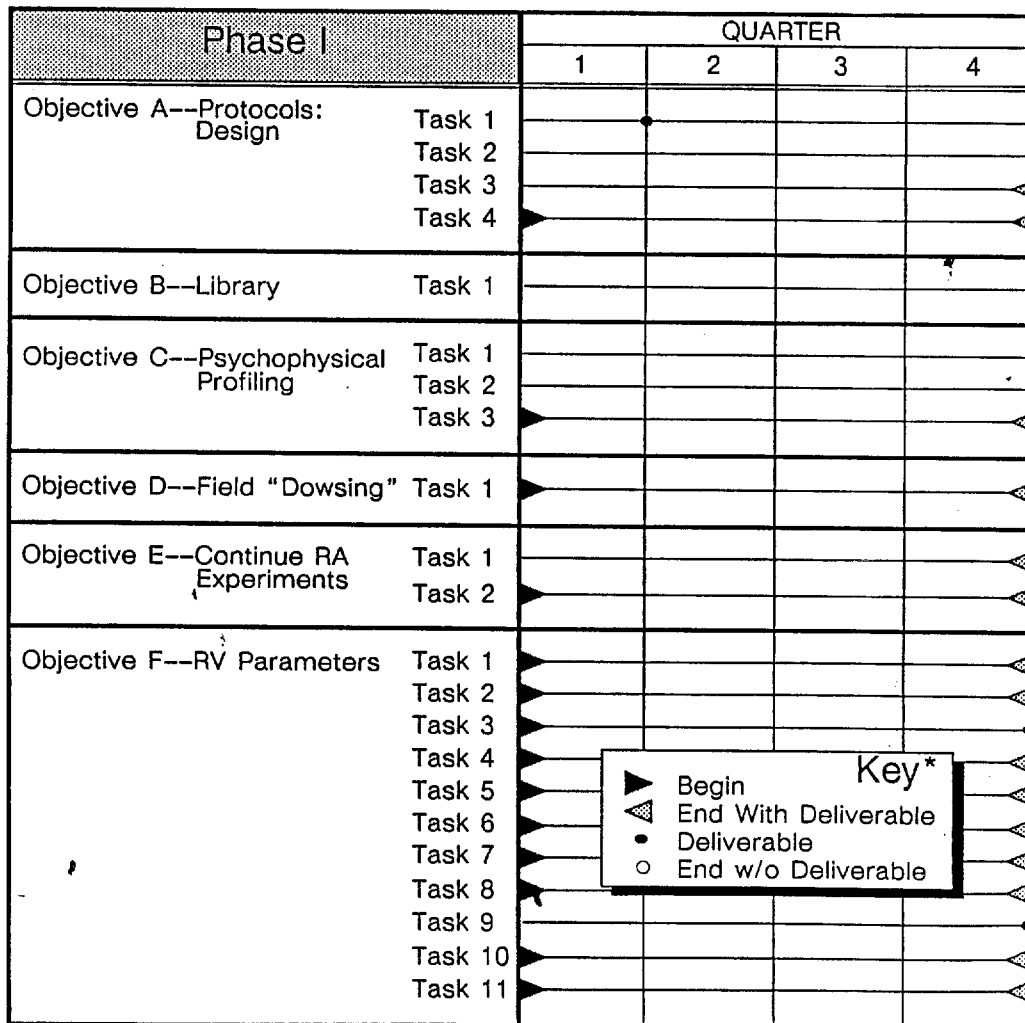 Phase I
QUARTER
1 2 3 4
Objective A--Protocols:
Design
Task 1
Task 2
Task 3
Task 4
Objective B--Library Task 1
Objective C--Psychophysical
Profiling
Task 1
Task 2
Task 3
Objective D--Field “Dowsing” Task 1
Objective E--Continue RA
Experiments
Task 1
Task 2
Objective F--RV Parameters
Task 1
Task 2
Task 3
Task 4
Task 5
Task 6
Task 7
Task 8
Task 9
Task 10
Task 11
Key*
Begin
End With Deliverable
Deliverable
End w/o Deliverable